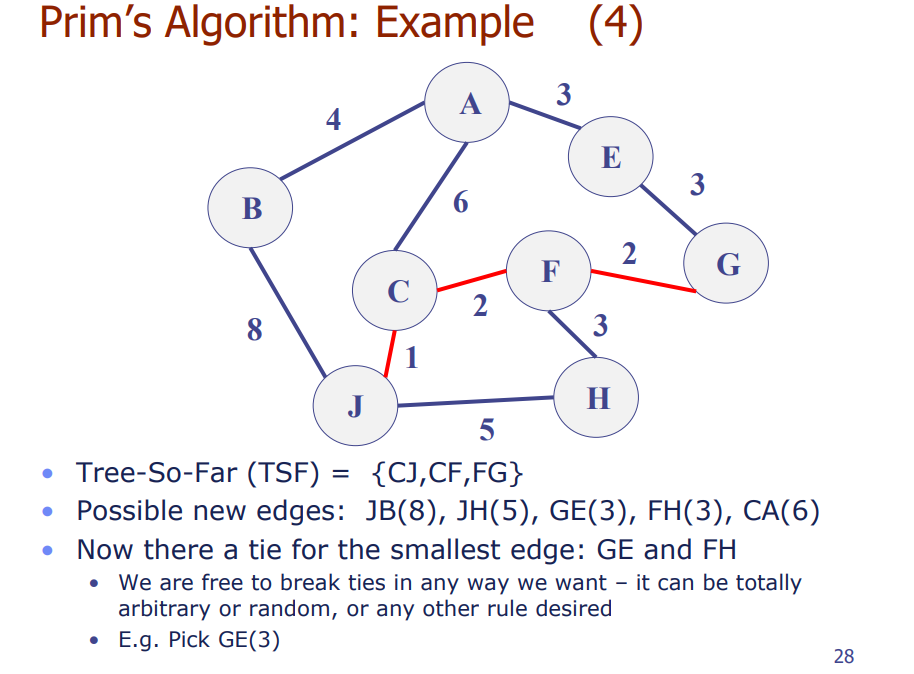 Prim's Algorithm: Example (4)
A
3
4
E
3
B
6
2
G
F
C
2
3
8
1
H
J
5
• Tree-So-Far (TSF) = {CJ,CF,FG}
• Possible new edges: JB(8), JH(5), GE(3), FH(3), CA(6)
• Now there a tie for the smallest edge: GE and FH
• We are free to break ties in any way we want – it can be totally
arbitrary or random, or any other rule desired
• E.g. Pick GE(3)
28